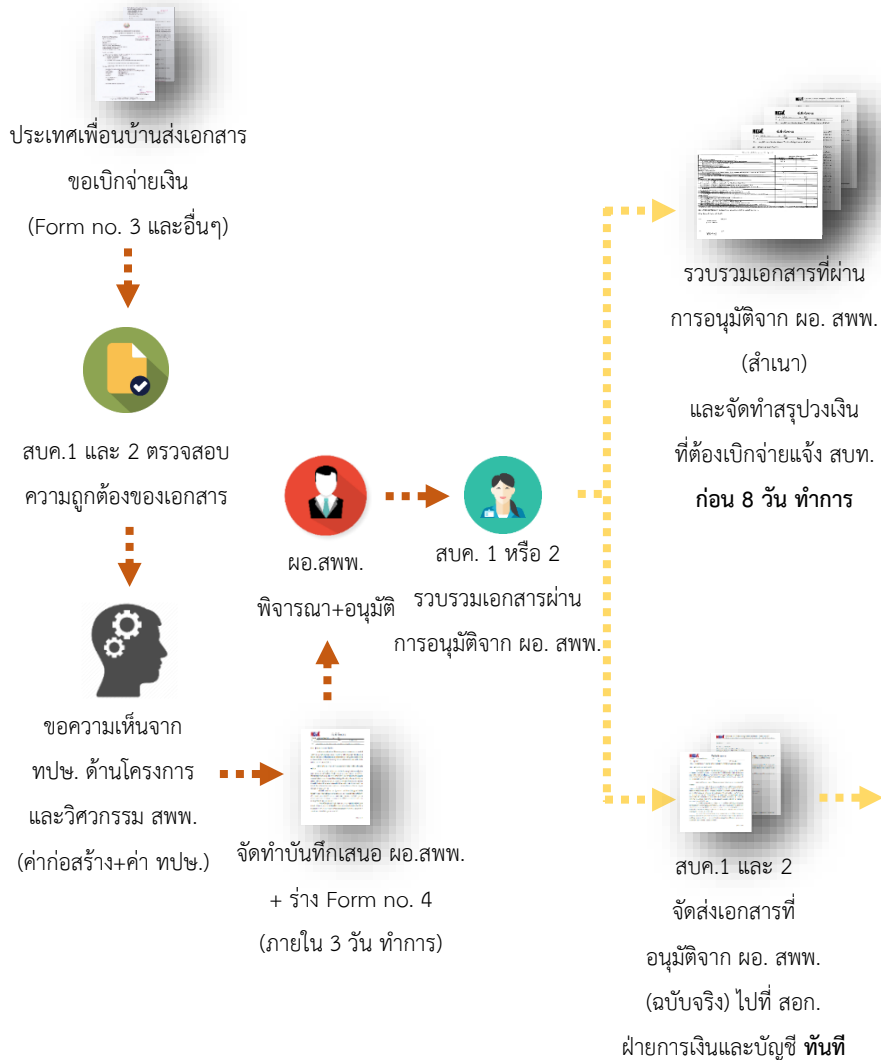 ประเทศเพื่อนบ้านส่งเอกสาร
ขอเบิกจ่ายเงิน
(Form no. 3 และอื่นๆ)
สบค.1 และ 2 ตรวจสอบ
ความถูกต้องของเอกสาร
ขอความเห็นจาก
ทปษ. ด้านโครงการ
และวิศวกรรม สพพ.
(ค่าก่อสร้าง+ค่า ทปษ.)
จัดทำบันทึกเสนอ ผอ.สพพ.
+ ร่าง Form no. 4
(ภายใน 3 วัน ทำการ)
ผอ.สพพ.
พิจารณา+อนุมัติ
สบค. 1 หรือ 2
รวบรวมเอกสารผ่าน
การอนุมัติจาก ผอ. สพพ.
รวบรวมเอกสารที่ผ่าน
การอนุมัติจาก ผอ. สพพ.
(สำเนา)
และจัดทำสรุปวงเงิน
ที่ต้องเบิกจ่ายแจ้ง สบท.
ก่อน 8 วัน ทำการ
สบค.1 และ 2
จัดส่งเอกสารที่
อนุมัติจาก ผอ. สพพ.
(ฉบับจริง) ไปที่ สอก.
ฝ่ายการเงินและบัญชี ทันที